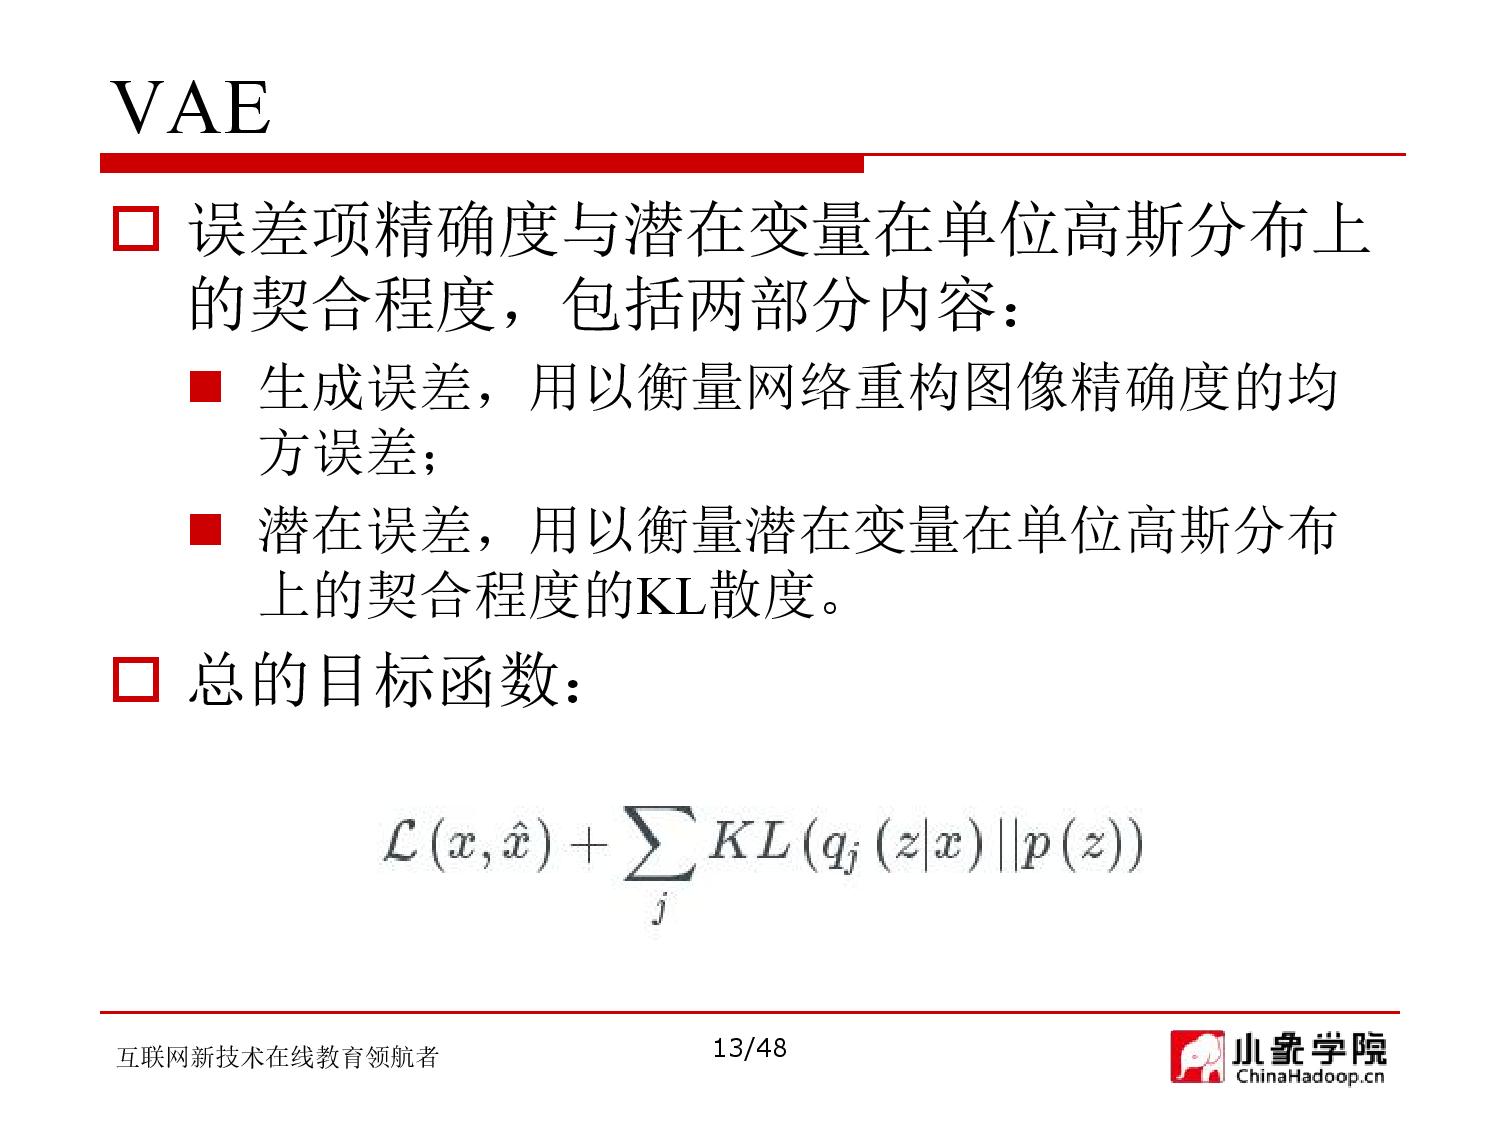 VAE
误差项精确度与潜在变量在单位高斯分布上
的契合程度，包括两部分内容：
生成误差，用以衡量网络重构图像精确度的均
方误差；
潜在误差，用以衡量潜在变量在单位高斯分布
上的契合程度的KL散度。
总的目标函数：
ℒ(x, x̂) + ∑_j KL(q_j(z|x)||p(z))
互联网新技术在线教育领航者
13/48
小象学院
ChinaHadoop.cn